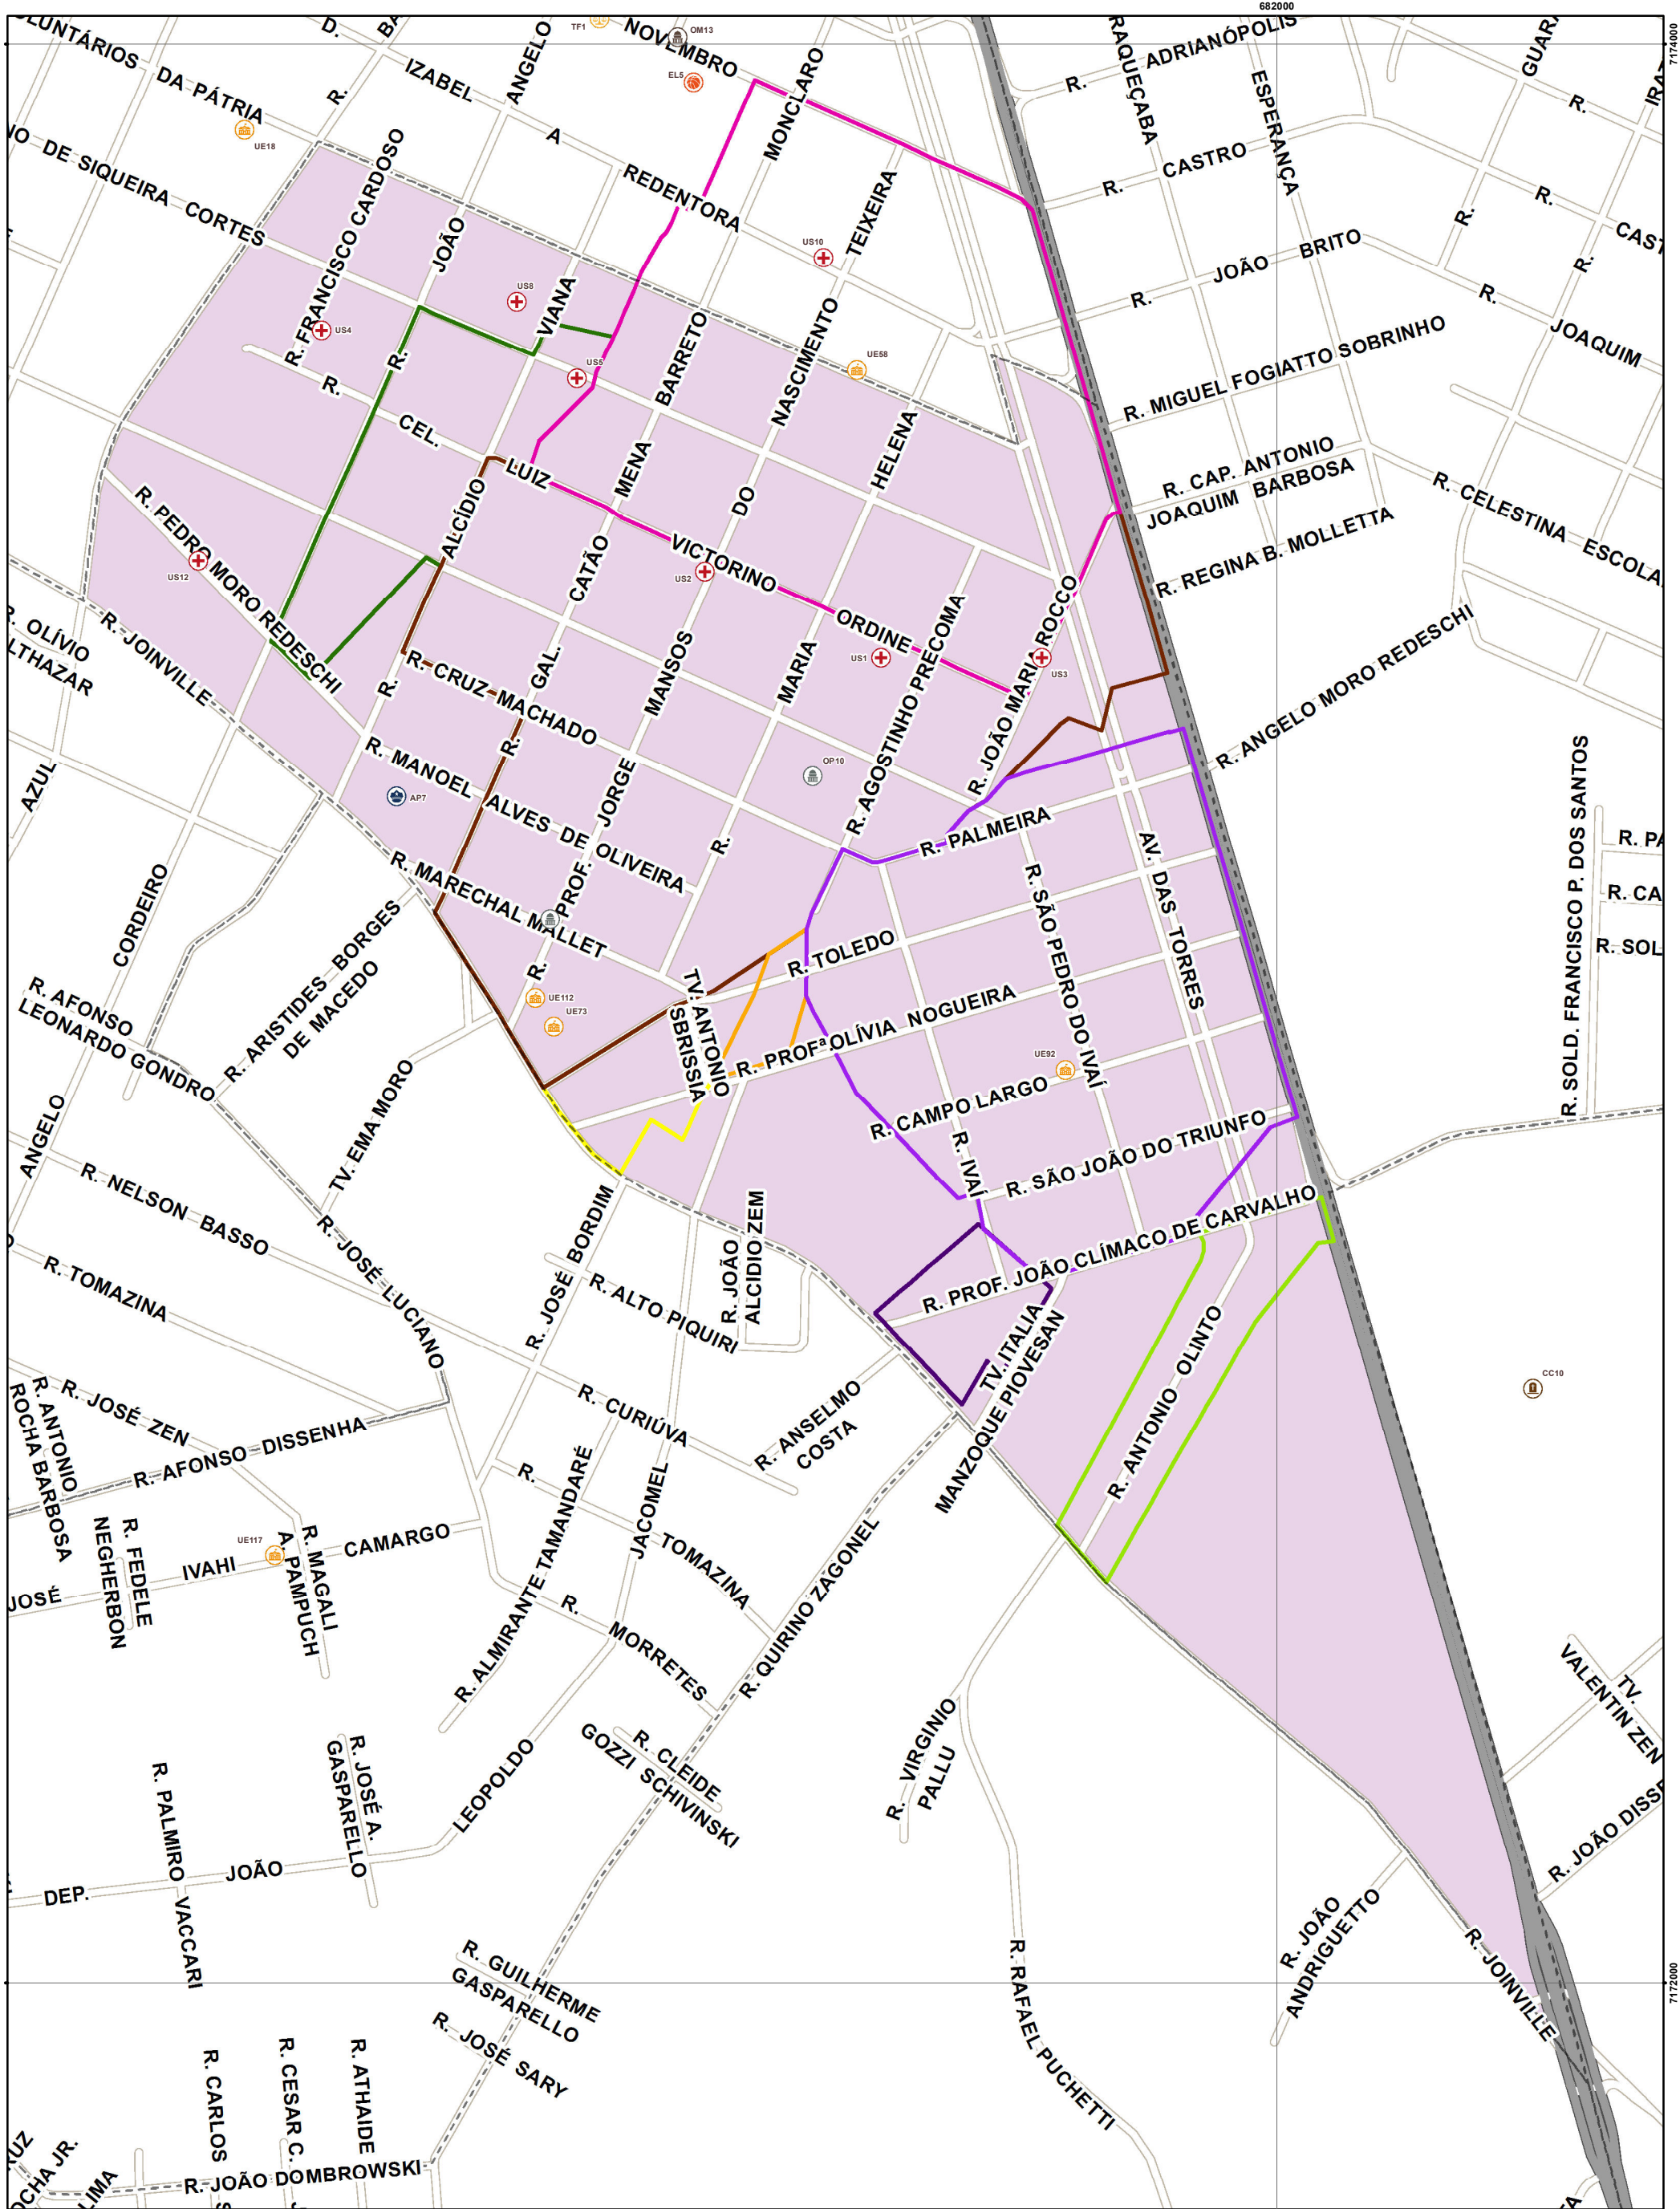 682000
7174000
7172000
VOLUNTÁRIOS DA PÁTRIA
R.
D. IZABEL A REDENTORA
ANGELO
TF1
NOVEMBRO
OM13
EL5
MONCLARO
UE18
DE SIQUEIRA CORTES
R. FRANCISCO CARDOSO
R. JOÃO
TEIXEIRA
US10
US8
US4
VIANA
US5
UE58
R. ADRIANÓPOLIS
ESPERANÇA
R. CASTRO
R. JOÃO BRITO
R. MIGUEL FOGIATTO SOBRINHO
R. CAP. ANTONIO
JOAQUIM BARBOSA
R. REGINA B. MOLLETTA
R. CELESTINA ESCOLA
R. JOAQUIM
R.
R.
R.
R.
R. CEL. LUIZ VICTORINO ORDINE
BARRETO
MENA
NASCIMENTO
DO
HELENA
R. PEDRO MORO REDESCHI
US12
ALCÍDIO
R.
CATÃO
GAL.
R.
US2
US1
US3
R. AGOSTINHO PRECOMA
R. JOÃO MARIA ROCCO
R. ANGELO MORO REDESCHI
R. OLÍVIO
R. JOINVILLE
R. CRUZ MACHADO
MANSOS
JORGE
PROF.
R.
MARIA
R.
OP10
R. MANOEL ALVES DE OLIVEIRA
AP7
AZUL
R. MARECHAL MALLET
R. PALMEIRA
AV. DAS TORRES
R. SÃO PEDRO DO IVAÍ
R. SOLD. FRANCISCO P. DOS SANTOS
R. SOL
CORDEIRO
ANGELO
R. AFONSO
LEONARDO GONDRO
R. ARISTIDES BORGES
DE MACEDO
UE112
UE73
TV. ANTONIO
SBRISSIA
R. TOLEDO
R. PROFª.OLÍVIA NOGUEIRA
UE92
R. CAMPO LARGO
R. IVAÍ
R. SÃO JOÃO DO TRIUNFO
R. PROF. JOÃO CLÍMACO DE CARVALHO
TV. EMA MORO
R. NELSON BASSO
R. JOSÉ LUCIANO
R. TOMAZINA
R. JOSÉ BORDIM
R. ALTO PIQUIRI
R. JOÃO
ALCIDIO ZEM
TV. ITALIA
MANZOQUE PIOVESAN
R. ANTONIO OLINTO
CC10
R. JOSÉ ZEN
R. ANTONIO
ROCHA BARBOSA
R. AFONSO DISSENHA
R. CURIÚVA
R. ANSELMO
COSTA
R. TOMAZINA
R. ALMIRANTE TAMANDARÉ
JACOMEL
LEOPOLDO
R. FEDELE
NEGHERBON
UE117
JOSÉ IVAHI CAMARGO
R. MAGALI
A. PAMPUCH
R. MORRETES
R. QUIRINO ZAGONEL
R. CLEIDE
GOZZI SCHIVINSKI
R. VIRGINIO
PALLU
TV.
VALENTIN ZEN
R. JOSÉ A.
GASPARELLO
R. PALMIRO VACCARI
DEP. JOÃO
R. GUILHERME
GASPARELLO
R. JOSÉ SARY
R. RAFAEL PUCHETTI
R. JOÃO
ANDRIGUETTO
R. JOINVILLE
R. CARLOS
R. CESAR C.
R. ATHAIDE
R. JOÃO DOMBROWSKI
LIMA